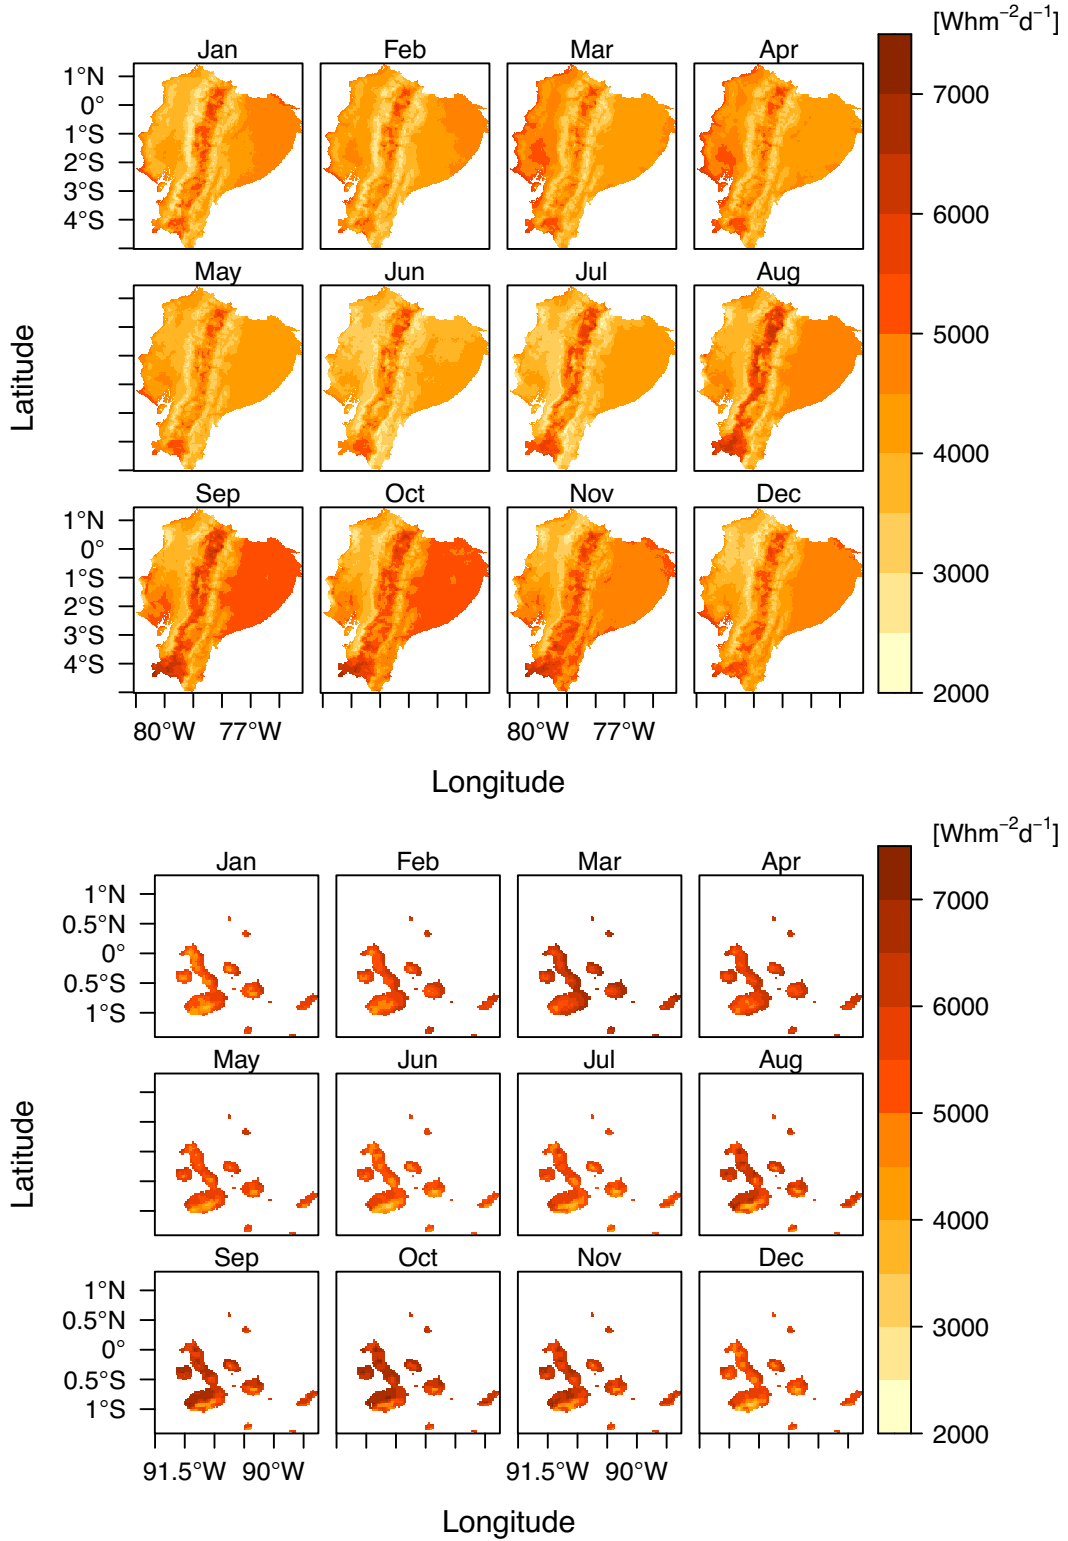 [Whm⁻²d⁻¹]
Jan Feb Mar Apr
1°N
0°
1°S
2°S
3°S
4°S
7000
6000
5000
4000
3000
2000
May Jun Jul Aug
Latitude
Sep Oct Nov Dec
1°N
0°
1°S
2°S
3°S
4°S
80°W 77°W 80°W 77°W
Longitude
[Whm⁻²d⁻¹]
Jan Feb Mar Apr
1°N
0.5°N
0°
0.5°S
1°S
7000
6000
5000
4000
3000
2000
May Jun Jul Aug
Latitude
Sep Oct Nov Dec
1°N
0.5°N
0°
0.5°S
1°S
91.5°W 90°W 91.5°W 90°W
Longitude